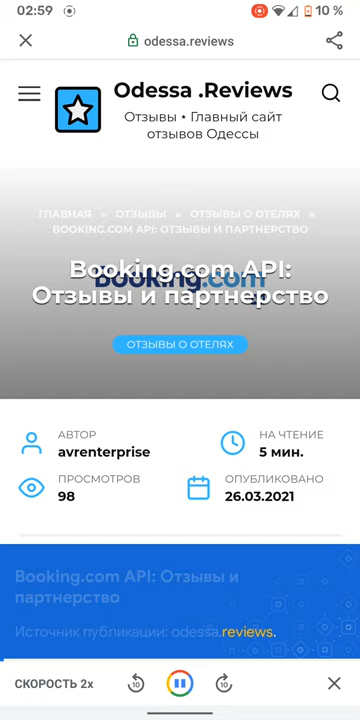 02:59
10 %
odessa.reviews
Odessa .Reviews
Отзывы • Главный сайт
отзывов Одессы
ГЛАВНАЯ » ОТЗЫВЫ » ОТЗЫВЫ О ОТЕЛЯХ »
BOOKING.COM API: ОТЗЫВЫ И ПАРТНЕРСТВО
Booking.com
Booking.com API:
Отзывы и партнерство
ОТЗЫВЫ О ОТЕЛЯХ
АВТОР
avrenterprise
НА ЧТЕНИЕ
5 мин.
ПРОСМОТРОВ
98
ОПУБЛИКОВАНО
26.03.2021
Booking.com API: Отзывы и
партнерство
Источник публикации: odessa.reviews.
СКОРОСТЬ 2x
10
10